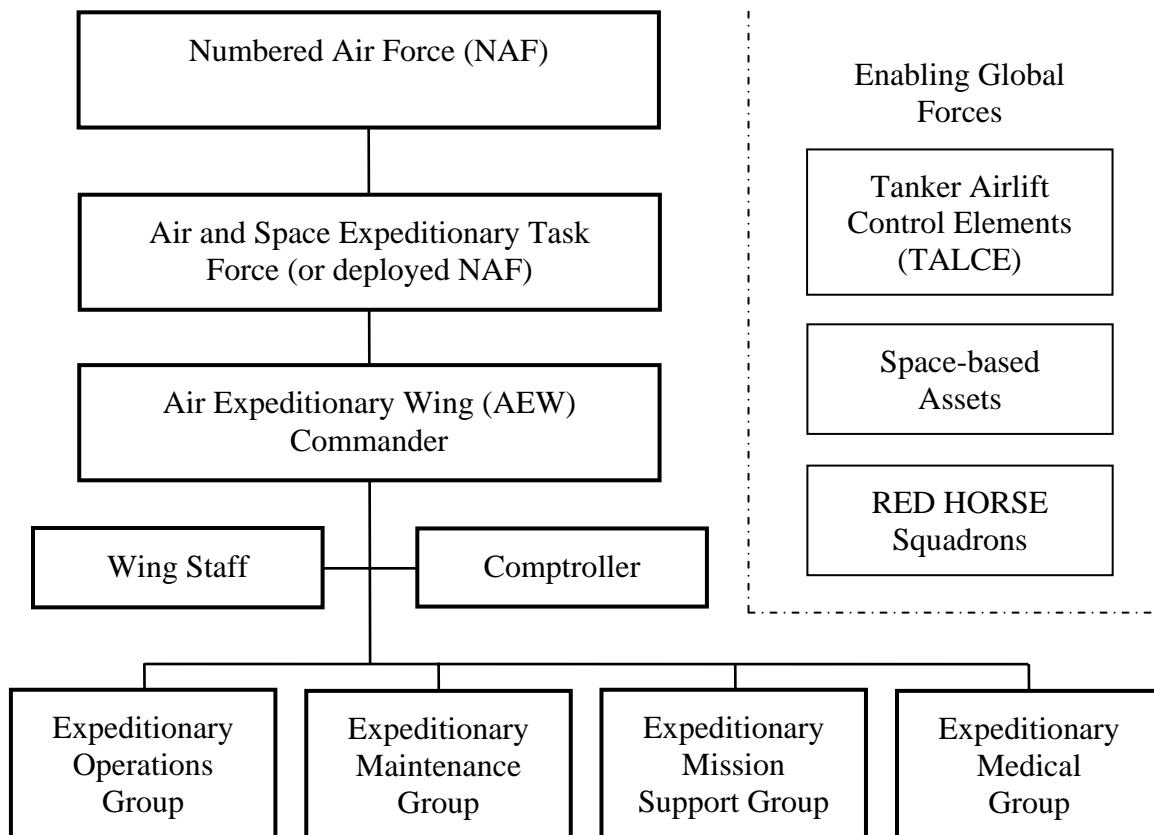 Numbered Air Force (NAF)
Air and Space Expeditionary Task
Force (or deployed NAF)
Air Expeditionary Wing (AEW)
Commander
Wing Staff
Comptroller
Expeditionary
Operations
Group
Expeditionary
Maintenance
Group
Expeditionary
Mission
Support Group
Expeditionary
Medical
Group
Enabling Global
Forces
Tanker Airlift
Control Elements
(TALCE)
Space-based
Assets
RED HORSE
Squadrons